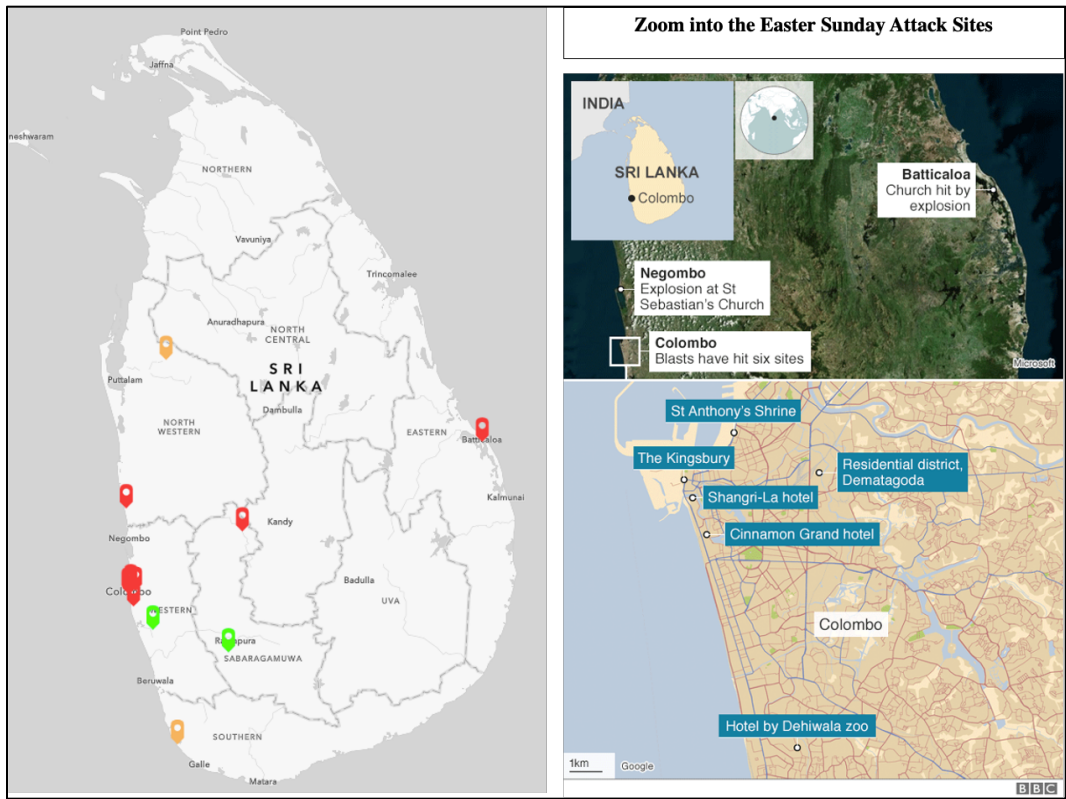 Point Pedro
Jaffna
neshwaram
NORTHERN
Vavuniya
Trincomalee
Anuradhapura
NORTH
CENTRAL
SRI
LANKA
Puttalam
Dambulla
NORTH
WESTERN
EASTERN
Batticaloa
Kalmunai
Kandy
Negombo
Badulla
Colombo
UVA
WESTERN
Ratnapura
SABARAGAMUWA
Beruwala
SOUTHERN
Galle
Matara
Zoom into the Easter Sunday Attack Sites
INDIA
SRI LANKA
Colombo
Batticaloa
Church hit by
explosion
Negombo
Explosion at St
Sebastian's Church
Colombo
Blasts have hit six sites
Microsoft
St Anthony's Shrine
The Kingsbury
Residential district,
Dematagoda
Shangri-La hotel
Cinnamon Grand hotel
Colombo
Hotel by Dehiwala zoo
1km
Google
BBC